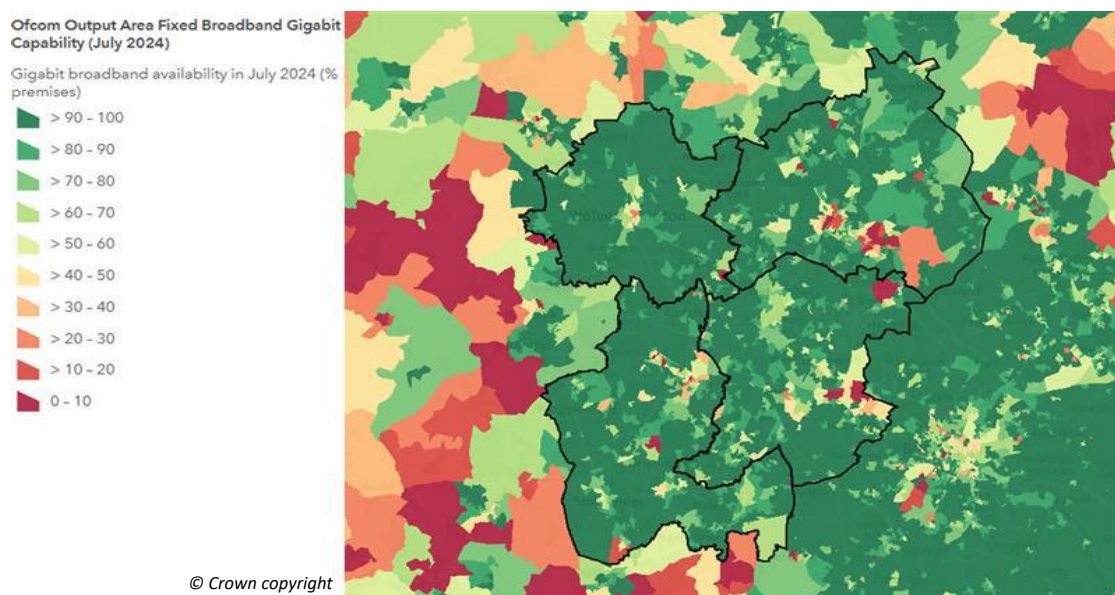 Ofcom Output Area Fixed Broadband Gigabit
Capability (July 2024)
Gigabit broadband availability in July 2024 (%
premises)
> 90 - 100
> 80 - 90
> 70 - 80
> 60 - 70
> 50 - 60
> 40 - 50
> 30 - 40
> 20 - 30
> 10 - 20
0 - 10
© Crown copyright